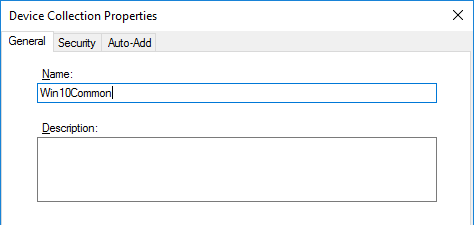 Device Collection Properties
General Security Auto-Add
Name:
Win10Common
Description: